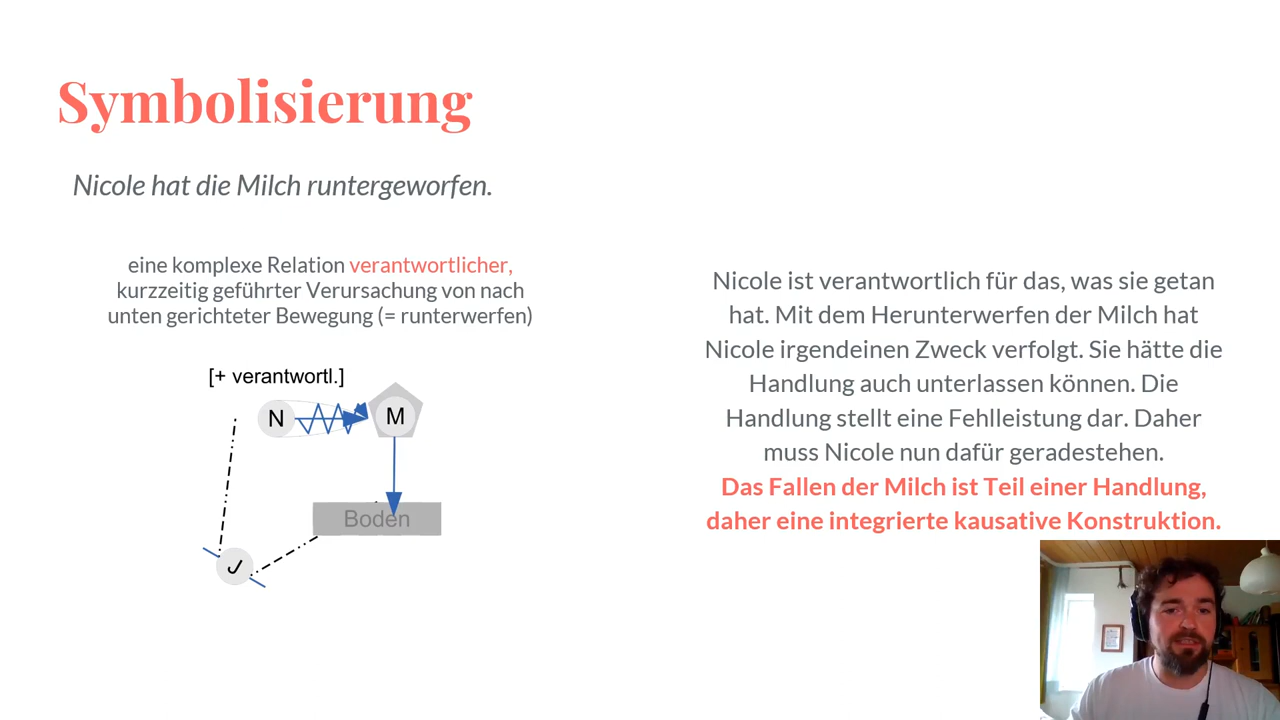 Symbolisierung
Nicole hat die Milch runtergeworfen.
eine komplexe Relation verantwortlicher,
kurzzeitig geführter Verursachung von nach
unten gerichteter Bewegung (= runterwerfen)
[+ verantwortl.]
N
M
Boden
J
Nicole ist verantwortlich für das, was sie getan
hat. Mit dem Herunterwerfen der Milch hat
Nicole irgendeinen Zweck verfolgt. Sie hätte die
Handlung auch unterlassen können. Die
Handlung stellt eine Fehlleistung dar. Daher
muss Nicole nun dafür geradestehen.
Das Fallen der Milch ist Teil einer Handlung,
daher eine integrierte kausative Konstruktion.